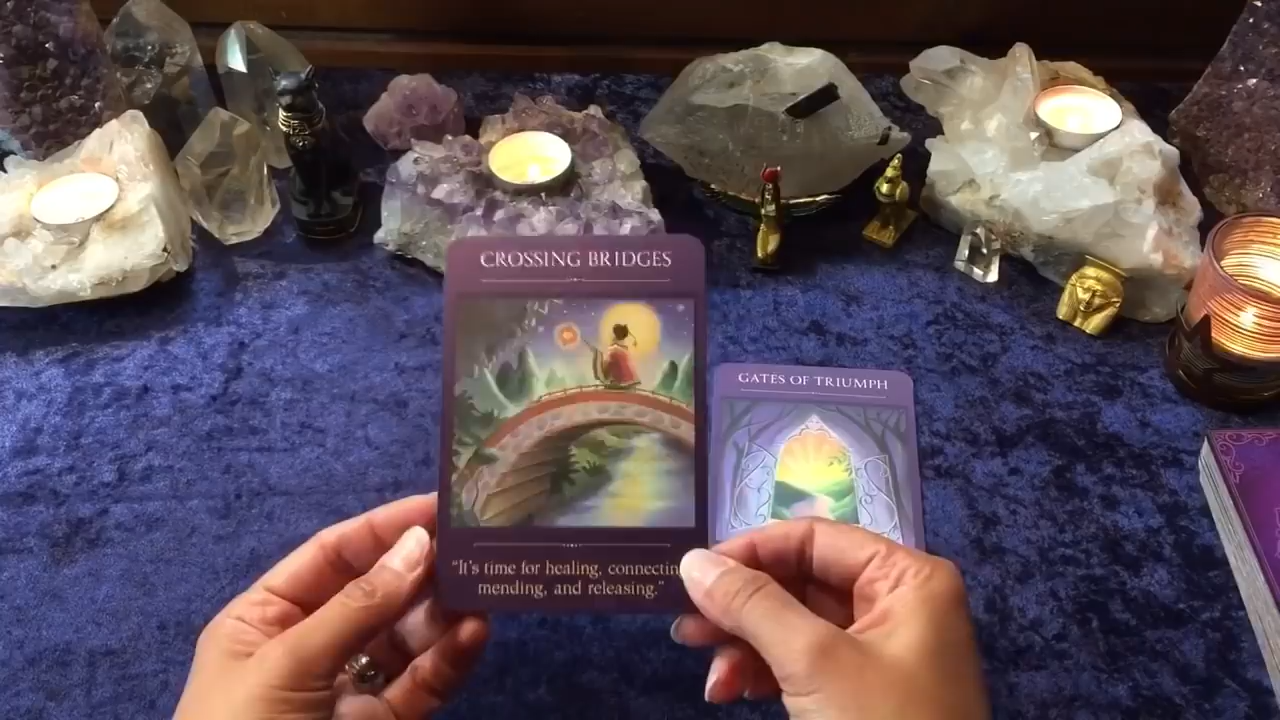 CROSSING BRIDGES
"It's time for healing, connectin
mending, and releasing."
GATES OF TRIUMPH